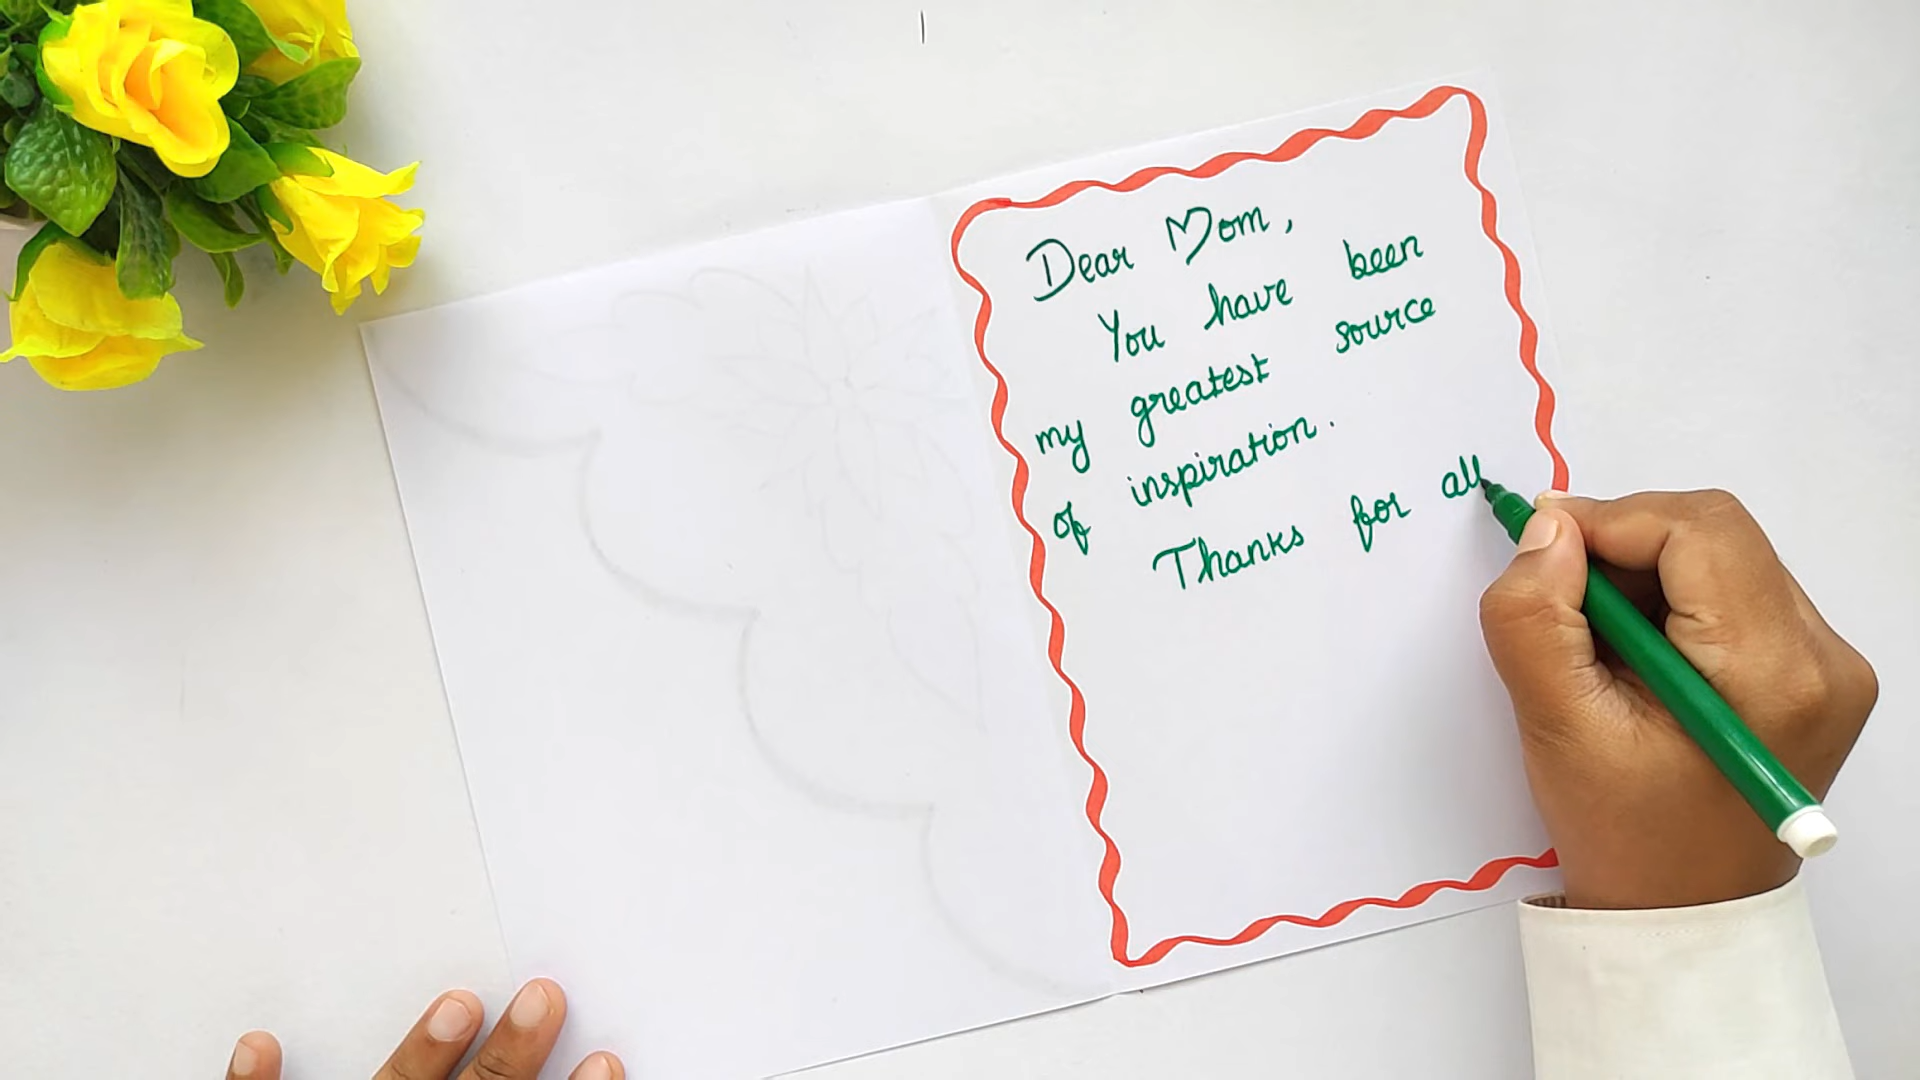 Dear Mom,
You have been
my greatest source
of inspiration.
Thanks for all